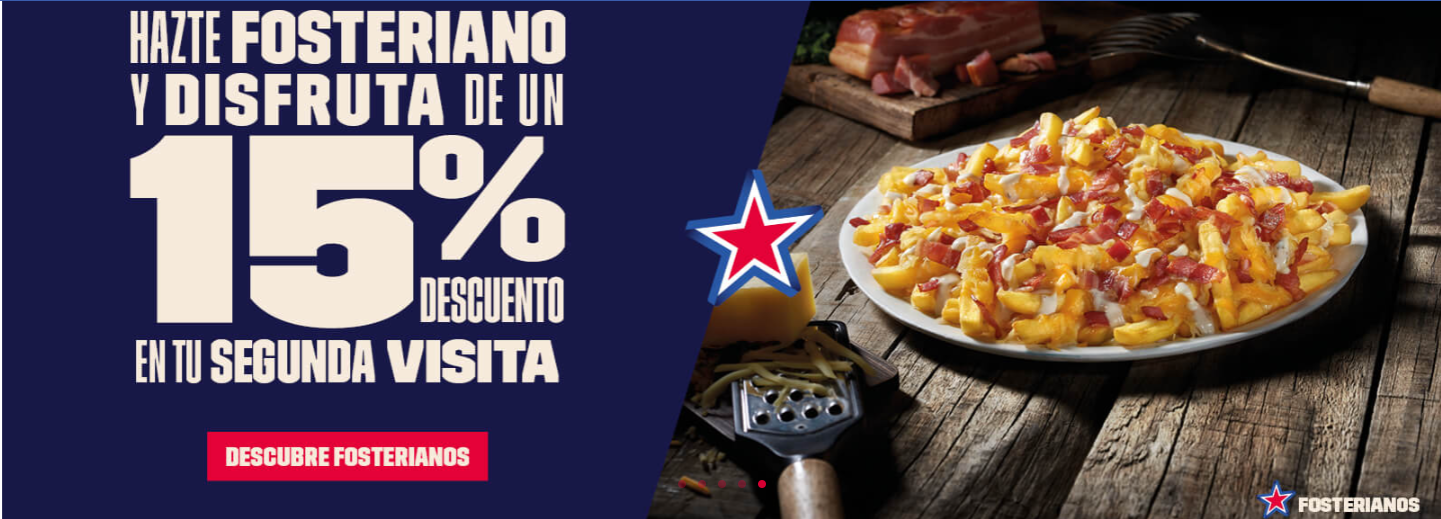 HAZTE FOSTERIANO
Y DISFRUTA DE UN
15%
DESCUENTO
EN TU SEGUNDA VISITA
DESCUBRE FOSTERIANOS
FOSTERIANOS